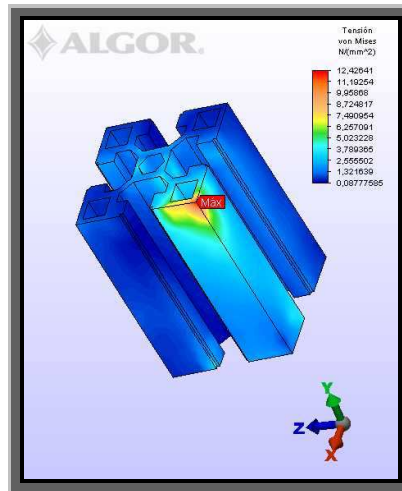 ALGOR.
Tensión
von Mises
N/(mm^2)
12,42641
11,19254
9,95868
8,724817
7,490954
6,257091
5,023228
3,789365
2,555502
1,321639
0,08777585
Máx
Y
Z
X